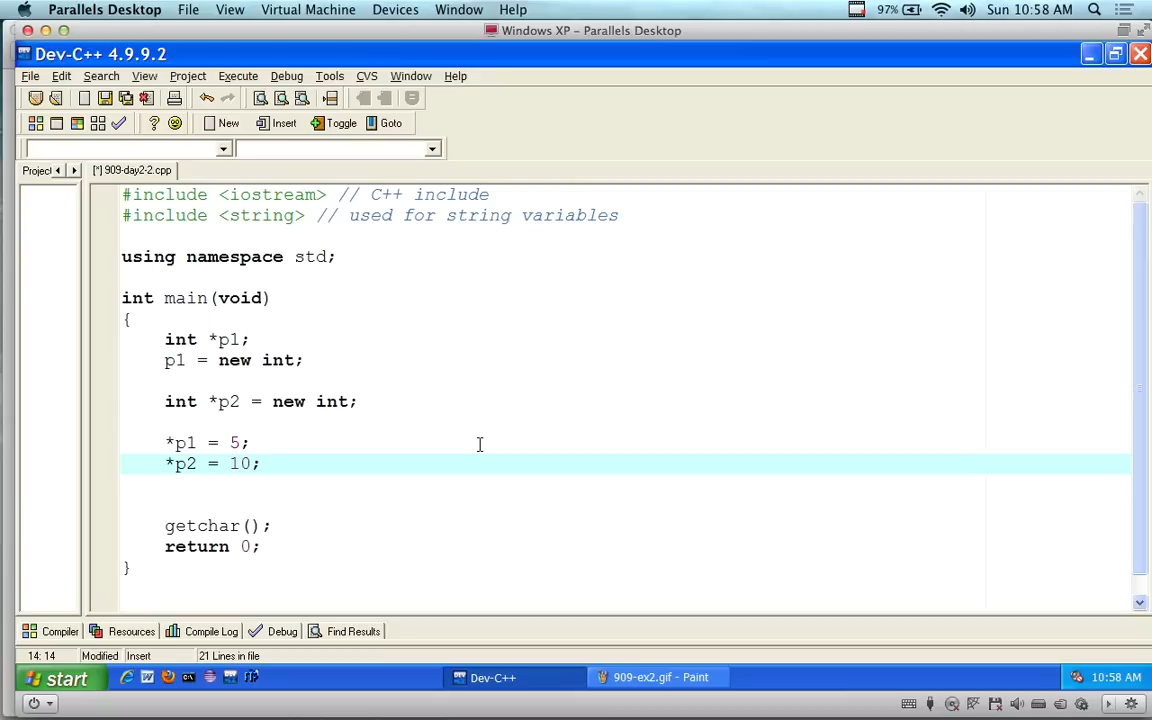 Parallels Desktop File View Virtual Machine Devices Window Help 97% Sun 10:58 AM
Windows XP - Parallels Desktop
Dev-C++ 4.9.9.2
File Edit Search View Project Execute Debug Tools CVS Window Help
New Insert Toggle Goto
Project [*] 909-day2-2.cpp
#include <iostream> // C++ include
#include <string> // used for string variables
using namespace std;
int main(void)
{
int *p1;
p1 = new int;
int *p2 = new int;
*p1 = 5;
*p2 = 10;
getchar();
return 0;
}
Compiler Resources Compile Log Debug Find Results
14: 14 Modified Insert 21 Lines in file
start Dev-C++ 909-ex2.gif - Paint 10:58 AM